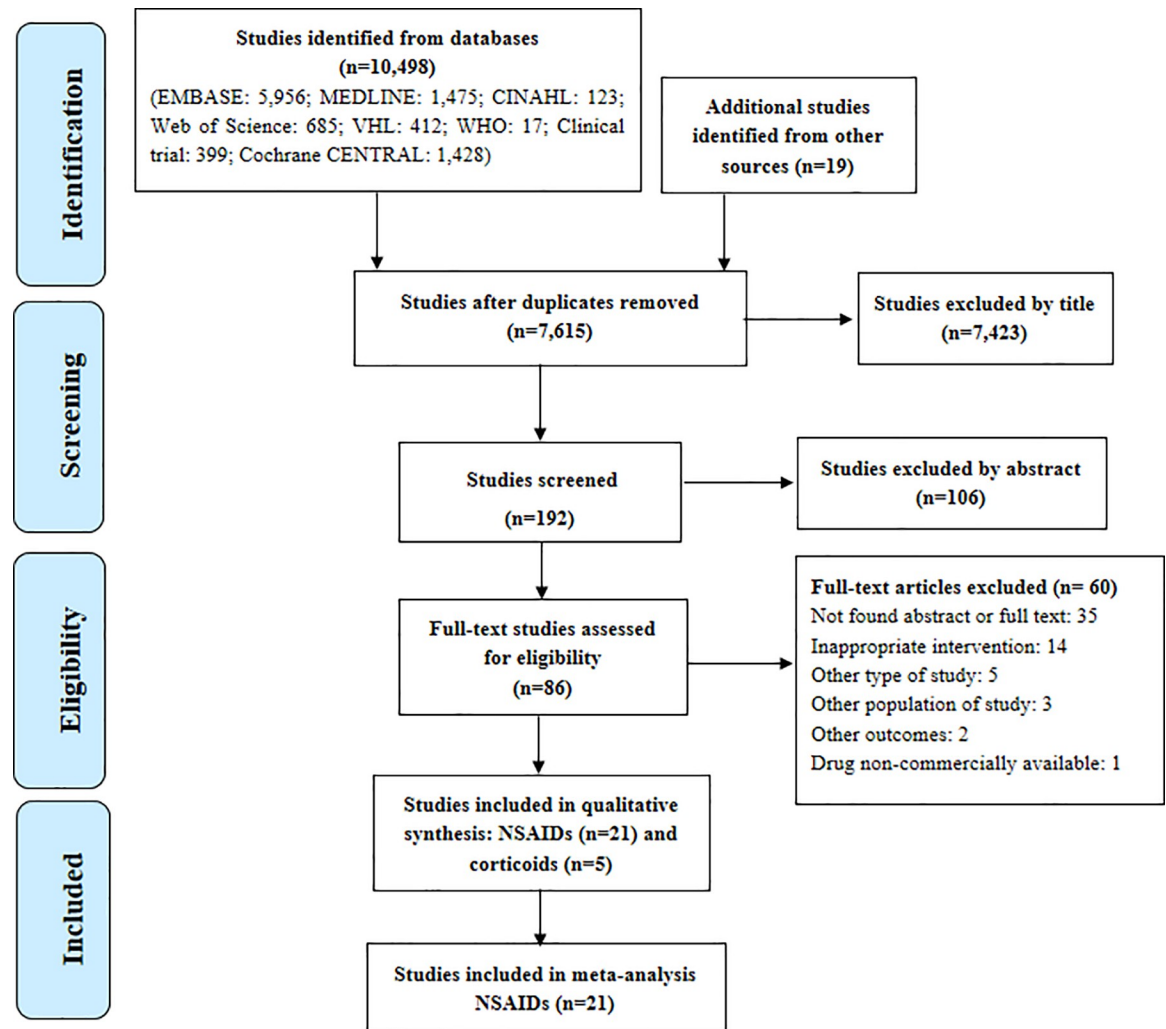 Identification
Studies identified from databases
(n=10,498)
(EMBASE: 5,956; MEDLINE: 1,475; CINAHL: 123;
Web of Science: 685; VHL: 412; WHO: 17; Clinical
trial: 399; Cochrane CENTRAL: 1,428)
Additional studies
identified from other
sources (n=19)
Screening
Studies after duplicates removed
(n=7,615)
Studies excluded by title
(n=7,423)
Studies screened
(n=192)
Studies excluded by abstract
(n=106)
Eligibility
Full-text studies assessed
for eligibility
(n=86)
Full-text articles excluded (n= 60)
Not found abstract or full text: 35
Inappropriate intervention: 14
Other type of study: 5
Other population of study: 3
Other outcomes: 2
Drug non-commercially available: 1
Included
Studies included in qualitative
synthesis: NSAIDs (n=21) and
corticoids (n=5)
Studies included in meta-analysis
NSAIDs (n=21)